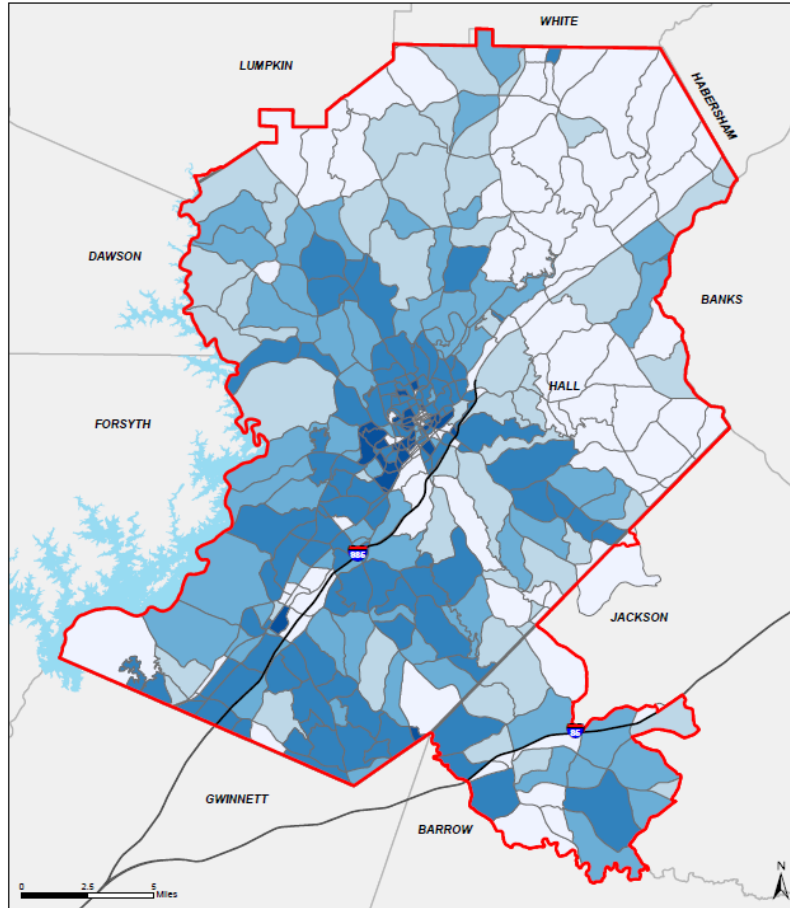 WHITE
LUMPKIN
HABERSHAM
DAWSON
BANKS
HALL
FORSYTH
985
JACKSON
85
GWINNETT
BARROW
N
0 2.5 5
Miles